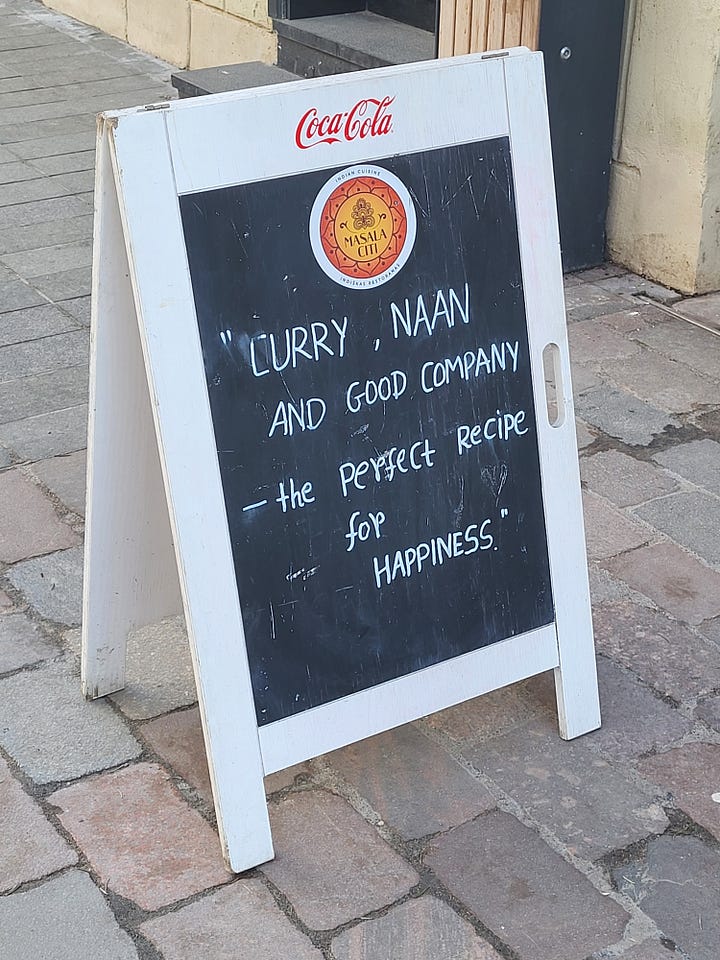 Coca-Cola
INDIAN CUISINE
MASALA
CITI
INDIŠKAS RESTORANAS
"CURRY, NAAN
AND GOOD COMPANY
— the perfect Recipe
for
HAPPINESS."